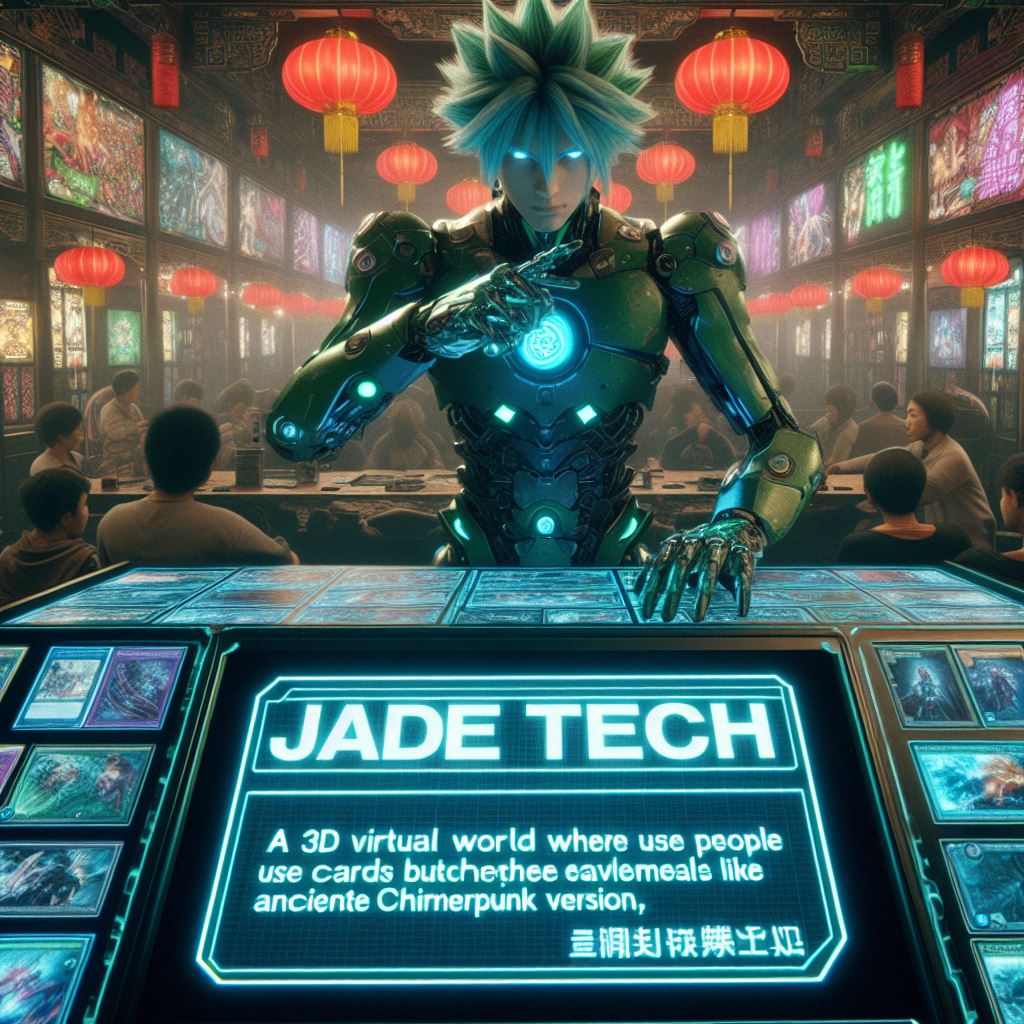 JADE TECH
A 3D virtual world where use people
use cards butchethee eavlemeals like
anciente Chimerpunk version,